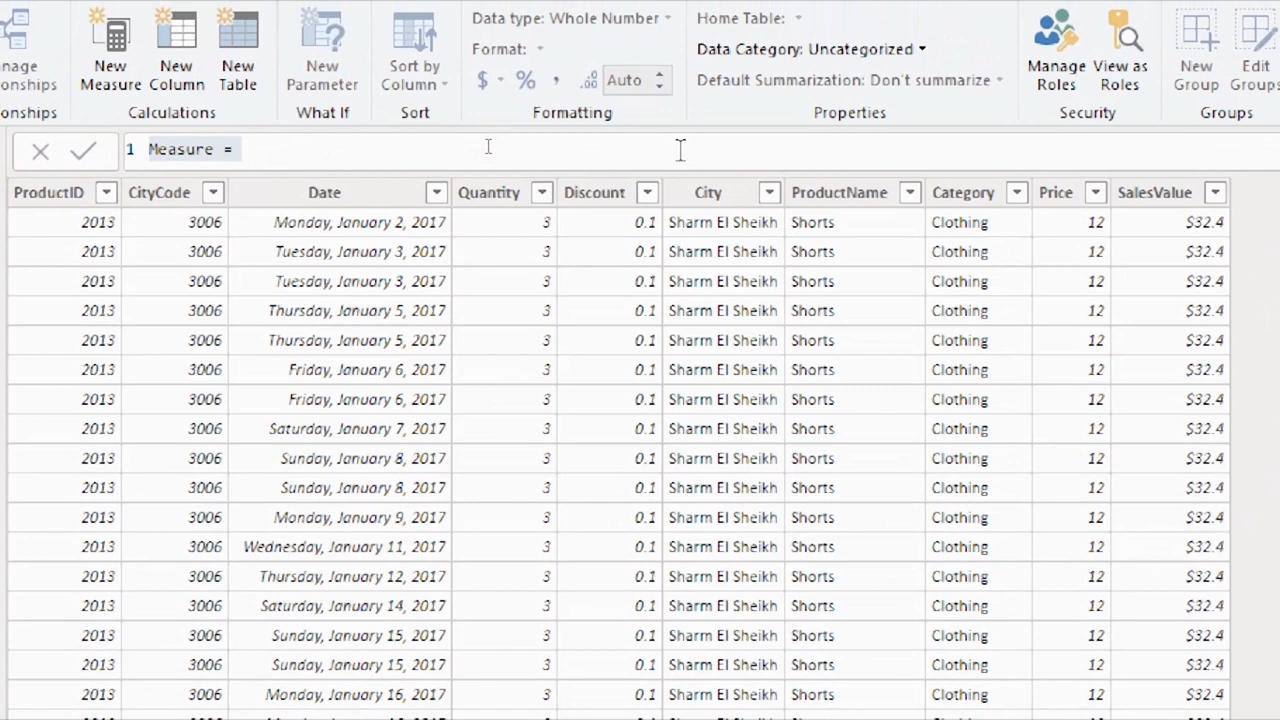 Data type: Whole Number
Home Table:
Format:
Data Category: Uncategorized
$ % , .00 Auto
Default Summarization: Don't summarize
New Measure
New Column
New Table
New Parameter
Sort by Column
Manage Roles
View as Roles
New Group
Edit
Calculations What If Sort Formatting Properties Security Groups
1 Measure =
ProductID CityCode Date Quantity Discount City ProductName Category Price SalesValue
2013 3006 Monday, January 2, 2017 3 0.1 Sharm El Sheikh Shorts Clothing 12 $32.4
2013 3006 Tuesday, January 3, 2017 3 0.1 Sharm El Sheikh Shorts Clothing 12 $32.4
2013 3006 Tuesday, January 3, 2017 3 0.1 Sharm El Sheikh Shorts Clothing 12 $32.4
2013 3006 Thursday, January 5, 2017 3 0.1 Sharm El Sheikh Shorts Clothing 12 $32.4
2013 3006 Thursday, January 5, 2017 3 0.1 Sharm El Sheikh Shorts Clothing 12 $32.4
2013 3006 Friday, January 6, 2017 3 0.1 Sharm El Sheikh Shorts Clothing 12 $32.4
2013 3006 Friday, January 6, 2017 3 0.1 Sharm El Sheikh Shorts Clothing 12 $32.4
2013 3006 Saturday, January 7, 2017 3 0.1 Sharm El Sheikh Shorts Clothing 12 $32.4
2013 3006 Sunday, January 8, 2017 3 0.1 Sharm El Sheikh Shorts Clothing 12 $32.4
2013 3006 Sunday, January 8, 2017 3 0.1 Sharm El Sheikh Shorts Clothing 12 $32.4
2013 3006 Monday, January 9, 2017 3 0.1 Sharm El Sheikh Shorts Clothing 12 $32.4
2013 3006 Wednesday, January 11, 2017 3 0.1 Sharm El Sheikh Shorts Clothing 12 $32.4
2013 3006 Thursday, January 12, 2017 3 0.1 Sharm El Sheikh Shorts Clothing 12 $32.4
2013 3006 Saturday, January 14, 2017 3 0.1 Sharm El Sheikh Shorts Clothing 12 $32.4
2013 3006 Sunday, January 15, 2017 3 0.1 Sharm El Sheikh Shorts Clothing 12 $32.4
2013 3006 Sunday, January 15, 2017 3 0.1 Sharm El Sheikh Shorts Clothing 12 $32.4
2013 3006 Monday, January 16, 2017 3 0.1 Sharm El Sheikh Shorts Clothing 12 $32.4